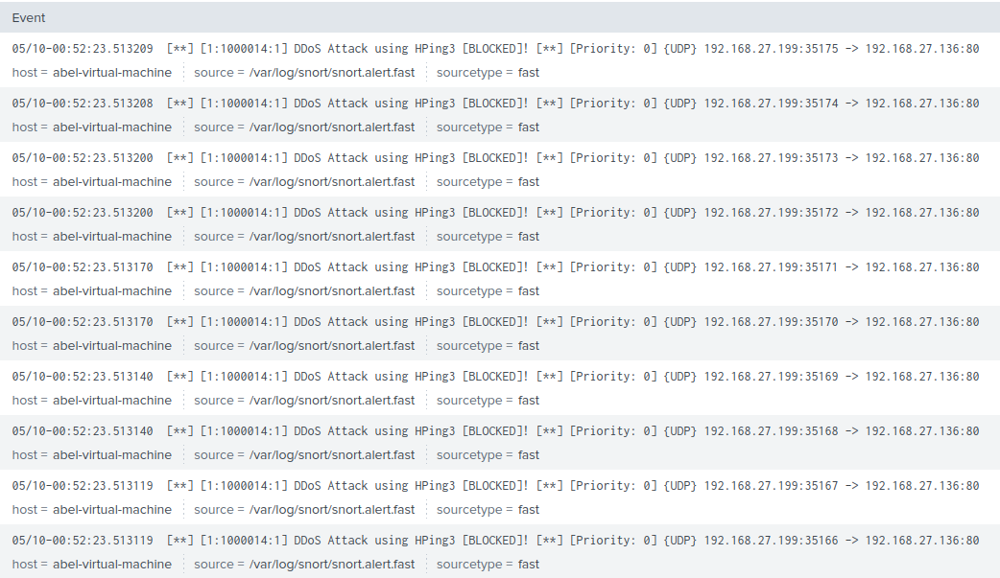 Event
05/10-00:52:23.513209 [**] [1:1000014:1] DDoS Attack using HPing3 [BLOCKED]! [**] [Priority: 0] {UDP} 192.168.27.199:35175 -> 192.168.27.136:80
host = abel-virtual-machine source = /var/log/snort/snort.alert.fast sourcetype = fast
05/10-00:52:23.513208 [**] [1:1000014:1] DDoS Attack using HPing3 [BLOCKED]! [**] [Priority: 0] {UDP} 192.168.27.199:35174 -> 192.168.27.136:80
host = abel-virtual-machine source = /var/log/snort/snort.alert.fast sourcetype = fast
05/10-00:52:23.513200 [**] [1:1000014:1] DDoS Attack using HPing3 [BLOCKED]! [**] [Priority: 0] {UDP} 192.168.27.199:35173 -> 192.168.27.136:80
host = abel-virtual-machine source = /var/log/snort/snort.alert.fast sourcetype = fast
05/10-00:52:23.513200 [**] [1:1000014:1] DDoS Attack using HPing3 [BLOCKED]! [**] [Priority: 0] {UDP} 192.168.27.199:35172 -> 192.168.27.136:80
host = abel-virtual-machine source = /var/log/snort/snort.alert.fast sourcetype = fast
05/10-00:52:23.513170 [**] [1:1000014:1] DDoS Attack using HPing3 [BLOCKED]! [**] [Priority: 0] {UDP} 192.168.27.199:35171 -> 192.168.27.136:80
host = abel-virtual-machine source = /var/log/snort/snort.alert.fast sourcetype = fast
05/10-00:52:23.513170 [**] [1:1000014:1] DDoS Attack using HPing3 [BLOCKED]! [**] [Priority: 0] {UDP} 192.168.27.199:35170 -> 192.168.27.136:80
host = abel-virtual-machine source = /var/log/snort/snort.alert.fast sourcetype = fast
05/10-00:52:23.513140 [**] [1:1000014:1] DDoS Attack using HPing3 [BLOCKED]! [**] [Priority: 0] {UDP} 192.168.27.199:35169 -> 192.168.27.136:80
host = abel-virtual-machine source = /var/log/snort/snort.alert.fast sourcetype = fast
05/10-00:52:23.513140 [**] [1:1000014:1] DDoS Attack using HPing3 [BLOCKED]! [**] [Priority: 0] {UDP} 192.168.27.199:35168 -> 192.168.27.136:80
host = abel-virtual-machine source = /var/log/snort/snort.alert.fast sourcetype = fast
05/10-00:52:23.513119 [**] [1:1000014:1] DDoS Attack using HPing3 [BLOCKED]! [**] [Priority: 0] {UDP} 192.168.27.199:35167 -> 192.168.27.136:80
host = abel-virtual-machine source = /var/log/snort/snort.alert.fast sourcetype = fast
05/10-00:52:23.513119 [**] [1:1000014:1] DDoS Attack using HPing3 [BLOCKED]! [**] [Priority: 0] {UDP} 192.168.27.199:35166 -> 192.168.27.136:80
host = abel-virtual-machine source = /var/log/snort/snort.alert.fast sourcetype = fast